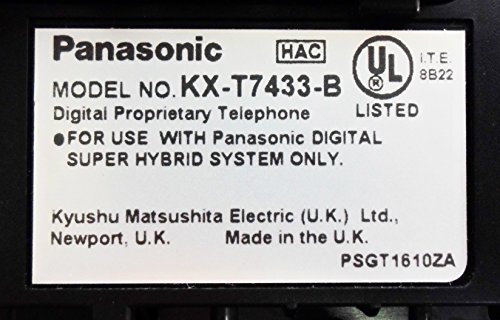 Panasonic HAC UL ® I.T.E.
MODEL NO. KX-T7433-B 8B22
Digital Proprietary Telephone LISTED
●FOR USE WITH Panasonic DIGITAL
SUPER HYBRID SYSTEM ONLY.
Kyushu Matsushita Electric (U.K.) Ltd.,
Newport, U.K. Made in the U.K.
PSGT1610ZA